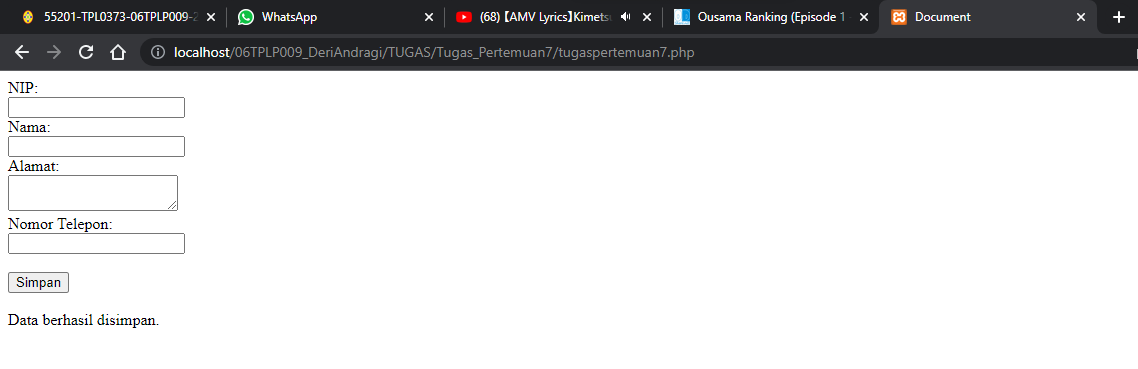 55201-TPL0373-06TPLP009-2
WhatsApp
(68) 【AMV Lyrics】Kimets
Ousama Ranking (Episode 1
Document
localhost/06TPLP009_DeriAndragi/TUGAS/Tugas_Pertemuan7/tugaspertemuan7.php
NIP:
Nama:
Alamat:
Nomor Telepon:
Simpan
Data berhasil disimpan.